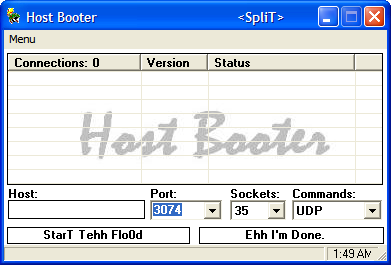 Host Booter <SpliT>
Menu
Connections: 0 Version Status
Host Booter
Host: Port: Sockets: Commands:
3074 35 UDP
StarT Tehh Flo0d Ehh I'm Done.
1:49 AM